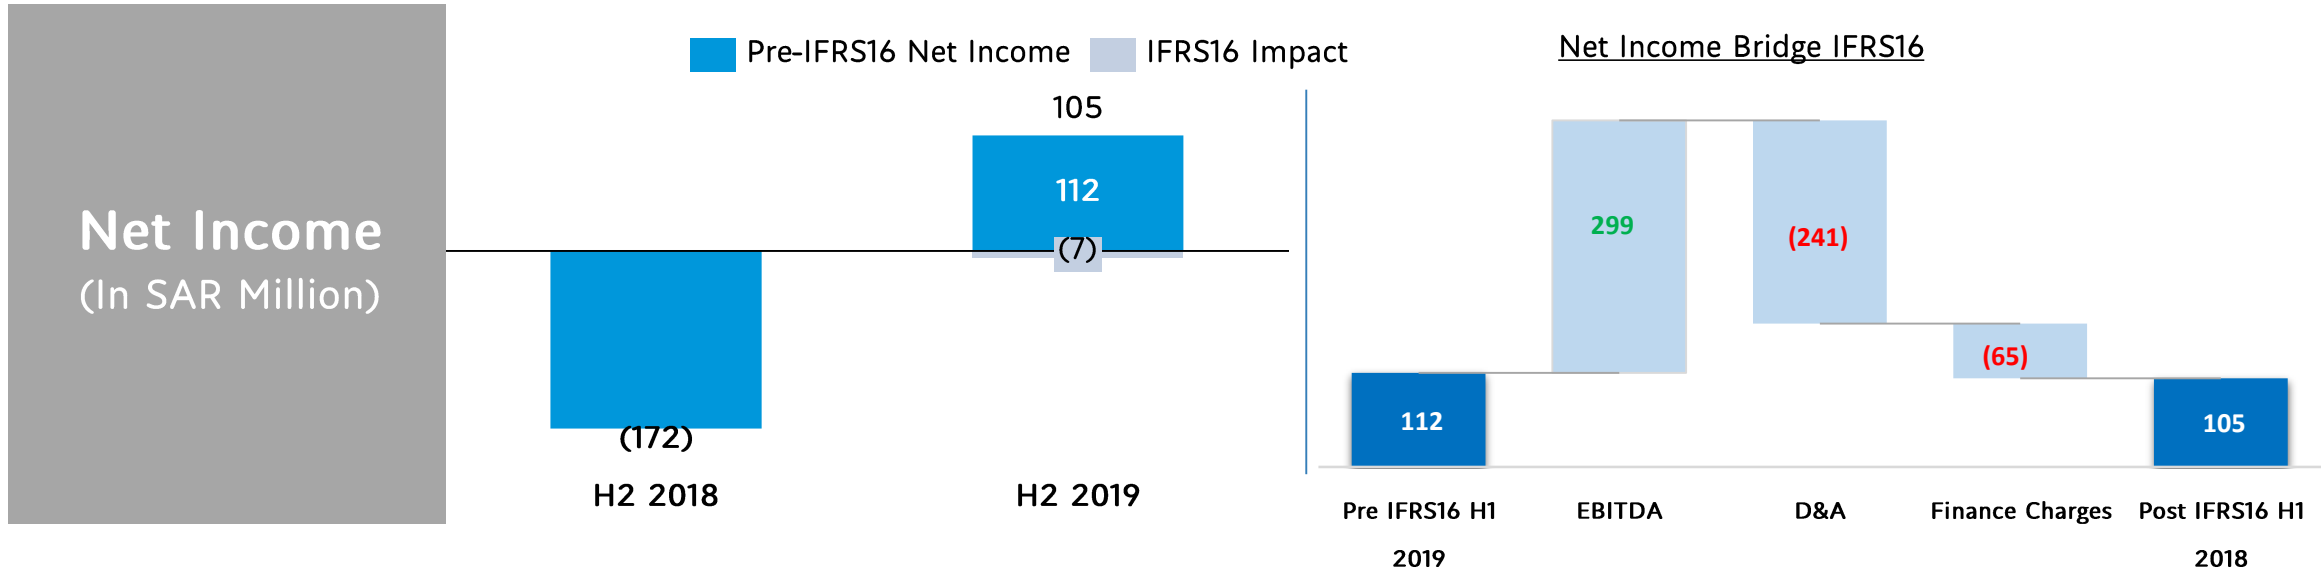 Net Income
(In SAR Million)
Pre-IFRS16 Net Income
IFRS16 Impact
105
112
(7)
(172)
H2 2018
H2 2019
Net Income Bridge IFRS16
299
(241)
(65)
112
105
Pre IFRS16 H1
2019
EBITDA
D&A
Finance Charges
Post IFRS16 H1
2018